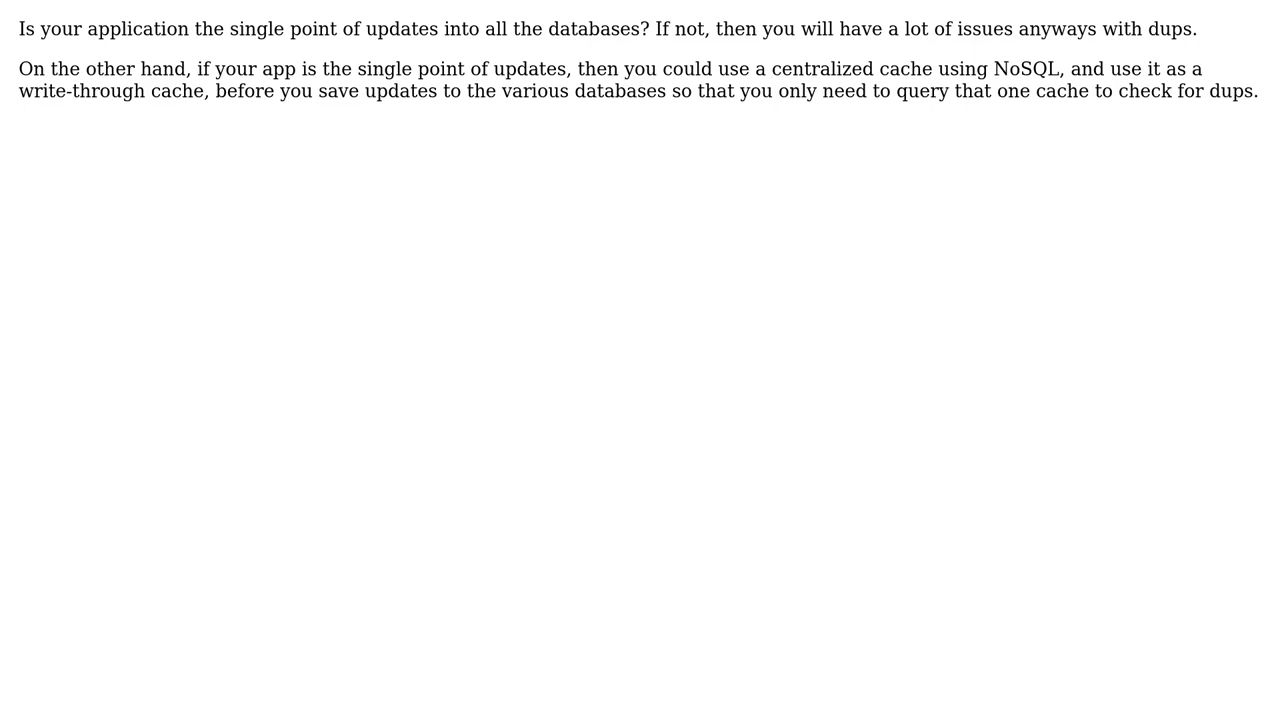 Is your application the single point of updates into all the databases? If not, then you will have a lot of issues anyways with dups.
On the other hand, if your app is the single point of updates, then you could use a centralized cache using NoSQL, and use it as a
write-through cache, before you save updates to the various databases so that you only need to query that one cache to check for dups.